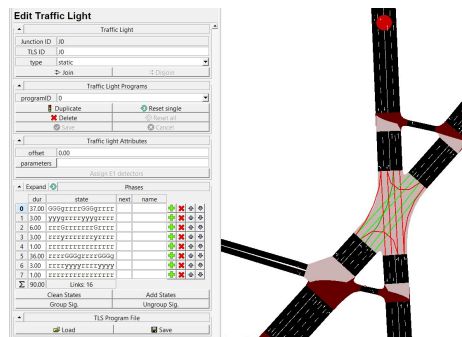 Edit Traffic Light
Traffic Light
Junction ID J0
TLS ID J0
type static
Join Disjoin
Traffic Light Programs
programID 0
Duplicate Reset single
Delete Reset all
Save Cancel
Traffic light Attributes
offset 0.00
parameters
Assign E1 detectors
Expand Phases
dur state next name
0 37.00 GGGgrrrrGGGgrrrr
1 3.00 yyygrrrryyygrrrr
2 6.00 rrrGrrrrrrrGrrrr
3 3.00 rrryrrrrrrryrrrr
4 1.00 rrrrrrrrrrrrrrrr
5 36.00 rrrrGGGgrrrrGGGg
6 3.00 rrrryyyyrrrryyyy
7 1.00 rrrrrrrrrrrrrrrr
Σ 90.00 Links: 16
Clean States Add States
Group Sig. Ungroup Sig.
TLS Program File
Load Save